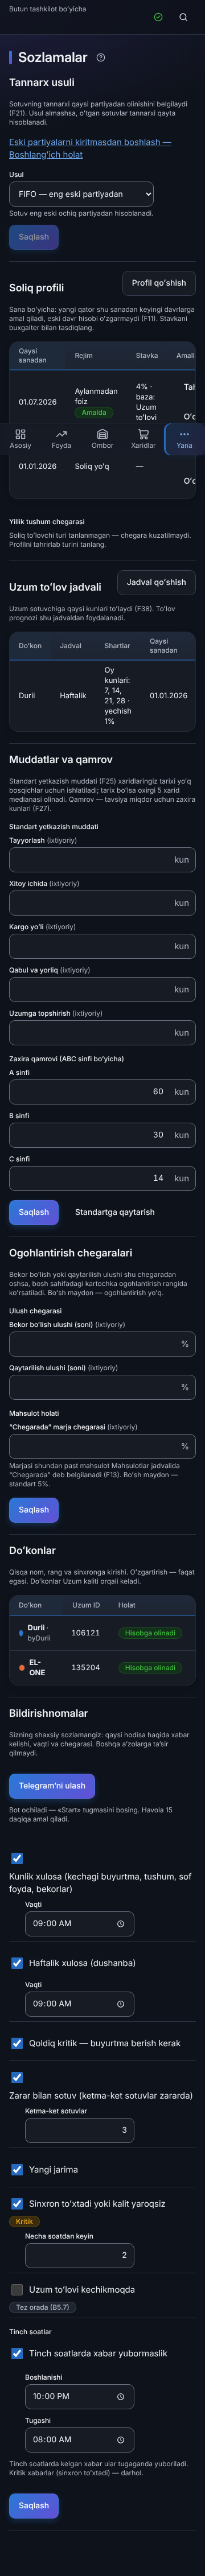 Butun tashkilot bo'yicha
Sozlamalar
Tannarx usuli
Sotuvning tannarxi qaysi partiyadan olinishini belgilaydi
(F21). Usul almashsa, o'tgan sotuvlar tannarxi qayta
hisoblanadi.
Eski partiyalarni kiritmasdan boshlash —
Boshlang'ich holat
Usul
FIFO — eng eski partiyadan
Sotuv eng eski ochiq partiyadan hisoblanadi.
Saqlash
Soliq profili
Profil qo'shish
Sana bo'yicha: yangi qator shu sanadan keyingi davrlarga
amal qiladi, eski davr hisobi o'zgarmaydi (F11). Stavkani
buxgalter bilan tasdiqlang.
Qaysi
sanadan
Rejim
Stavka
Amalla
01.07.2026
Aylanmadan
foiz
Amalda
4% ·
baza:
Uzum
to'lovi
Tah
O'c
Asosiy
Foyda
Ombor
Xaridlar
Yana
01.01.2026
Soliq yo'q
—
O'c
Yillik tushum chegarasi
Soliq to'lovchi turi tanlanmagan — chegara kuzatilmaydi.
Profilni tahrirlab turini tanlang.
Uzum to'lov jadvali
Jadval qo'shish
Uzum sotuvchiga qaysi kunlari to'laydi (F38). To'lov
prognozi shu jadvaldan foydalanadi.
Do'kon
Jadval
Shartlar
Qaysi
sanadan
Durii
Haftalik
Oy
kunlari:
7, 14,
21, 28 ·
yechish
1%
01.01.2026
Muddatlar va qamrov
Standart yetkazish muddati (F25) xaridlaringiz tarixi yo'q
bosqichlar uchun ishlatiladi; tarix bo'lsa oxirgi 5 xarid
medianasi olinadi. Qamrov — tavsiya miqdor uchun zaxira
kunlari (F27).
Standart yetkazish muddati
Tayyorlash (ixtiyoriy)
kun
Xitoy ichida (ixtiyoriy)
kun
Kargo yo'li (ixtiyoriy)
kun
Qabul va yorliq (ixtiyoriy)
kun
Uzumga topshirish (ixtiyoriy)
kun
Zaxira qamrovi (ABC sinfi bo'yicha)
A sinfi
60 kun
B sinfi
30 kun
C sinfi
14 kun
Saqlash
Standartga qaytarish
Ogohlantirish chegaralari
Bekor bo'lish yoki qaytarilish ulushi shu chegaradan
oshsa, bosh sahifadagi kartochka ogohlantirish rangida
ko'rsatiladi. Bo'sh maydon — ogohlantirish yo'q.
Ulush chegarasi
Bekor bo'lish ulushi (soni) (ixtiyoriy)
%
Qaytarilish ulushi (soni) (ixtiyoriy)
%
Mahsulot holati
"Chegarada" marja chegarasi (ixtiyoriy)
%
Marjasi shundan past mahsulot Mahsulotlar jadvalida
"Chegarada" deb belgilanadi (F13). Bo'sh maydon —
standart 5%.
Saqlash
Do'konlar
Qisqa nom, rang va sinxronga kirishi. O'zgartirish — faqat
egasi. Do'konlar Uzum kaliti orqali keladi.
Do'kon
Uzum ID
Holat
Durii ·
byDurii
106121
Hisobga olinadi
EL-
ONE
135204
Hisobga olinadi
Bildirishnomalar
Sizning shaxsiy sozlamangiz: qaysi hodisa haqida xabar
kelishi, vaqti va chegarasi. Boshqa a'zolarga ta'sir
qilmaydi.
Telegram'ni ulash
Bot ochiladi — «Start» tugmasini bosing. Havola 15
daqiqa amal qiladi.
Kunlik xulosa (kechagi buyurtma, tushum, sof
foyda, bekorlar)
Vaqti
09:00 AM
Haftalik xulosa (dushanba)
Vaqti
09:00 AM
Qoldiq kritik — buyurtma berish kerak
Zarar bilan sotuv (ketma-ket sotuvlar zararda)
Ketma-ket sotuvlar
3
Yangi jarima
Sinxron to'xtadi yoki kalit yaroqsiz
Kritik
Necha soatdan keyin
2
Uzum to'lovi kechikmoqda
Tez orada (B5.7)
Tinch soatlar
Tinch soatlarda xabar yubormaslik
Boshlanishi
10:00 PM
Tugashi
08:00 AM
Tinch soatlarda kelgan xabar ular tugaganda yuboriladi.
Kritik xabarlar (sinxron to'xtadi) — darhol.
Saqlash